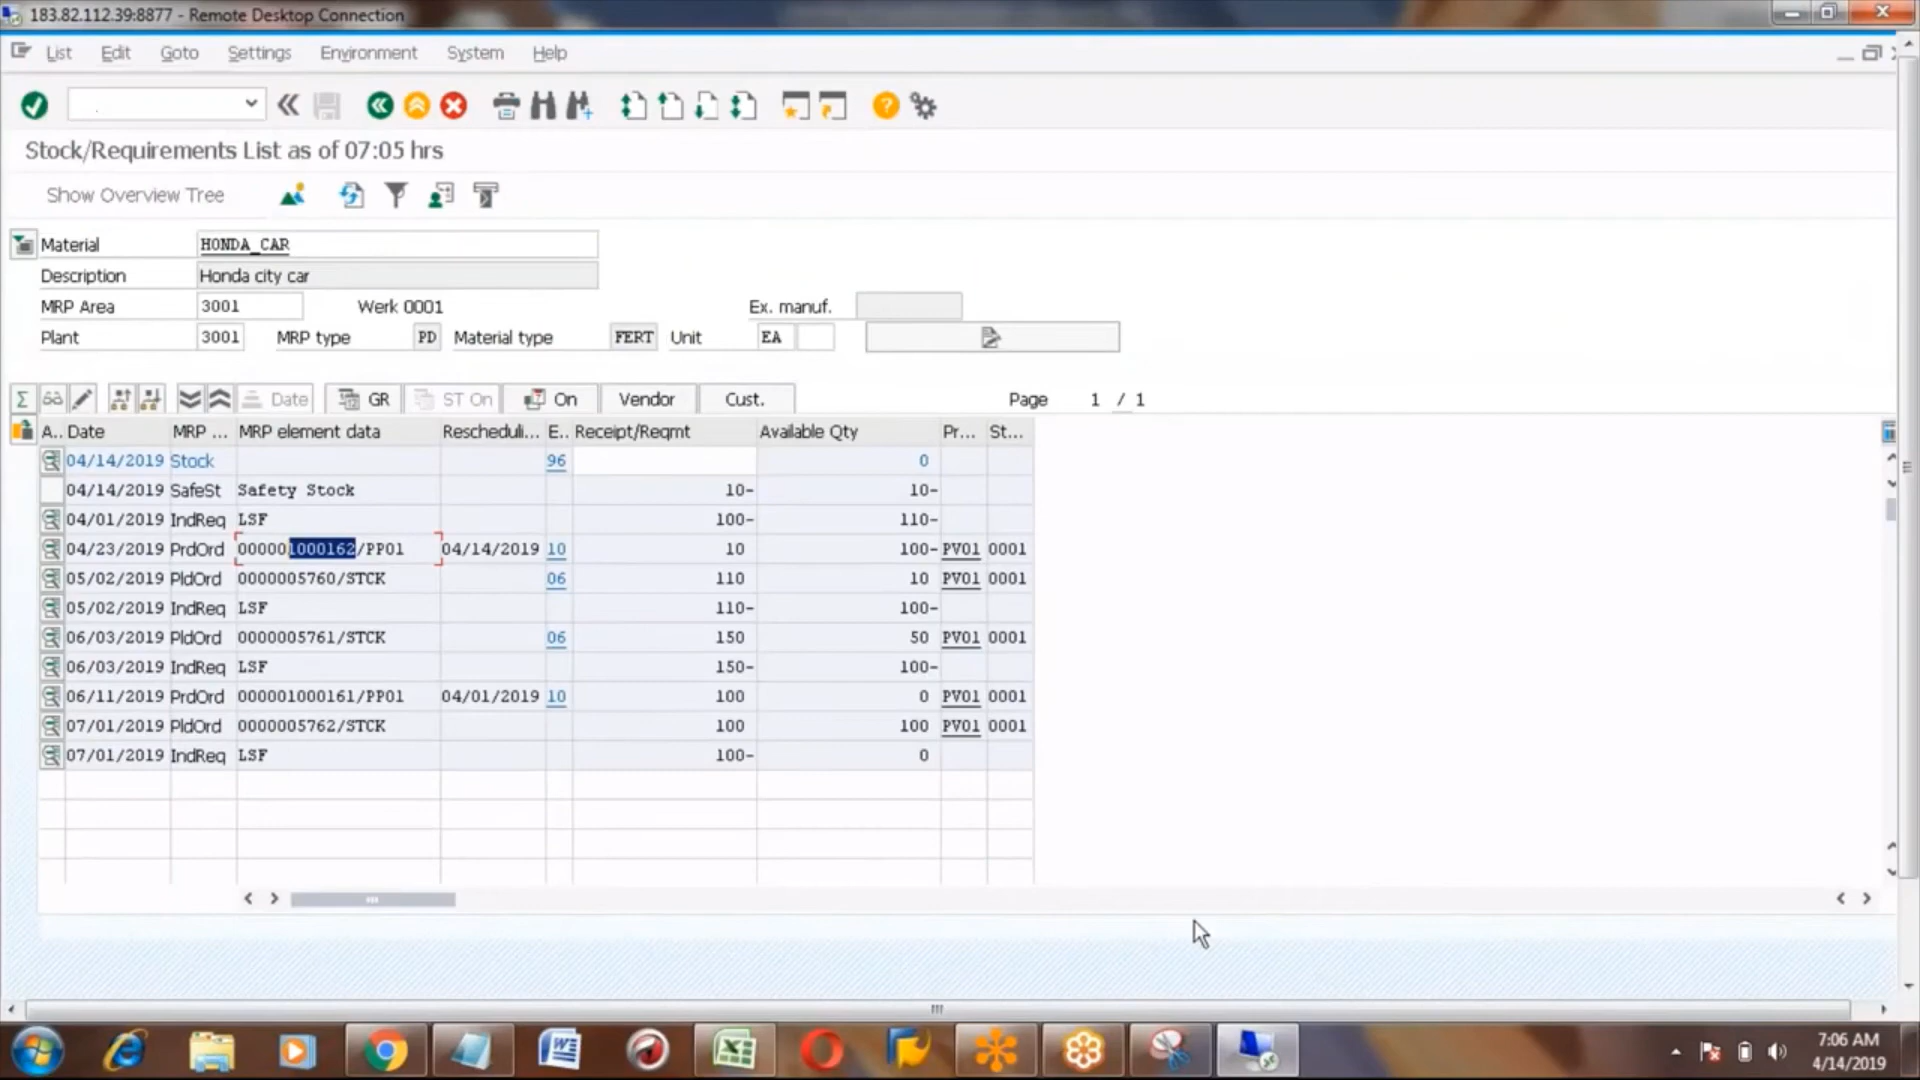 183.82.112.39:8877 - Remote Desktop Connection
List Edit Goto Settings Environment System Help
Stock/Requirements List as of 07:05 hrs
Show Overview Tree
Material HONDA_CAR
Description Honda city car
MRP Area 3001 Werk 0001 Ex. manuf.
Plant 3001 MRP type PD Material type FERT Unit EA
Date GR ST On On Vendor Cust. Page 1 / 1
A.. Date MRP ... MRP element data Rescheduli... E.. Receipt/Reqmt Available Qty Pr... St...
04/14/2019 Stock 96 0
04/14/2019 SafeSt Safety Stock 10- 10-
04/01/2019 IndReq LSF 100- 110-
04/23/2019 PrdOrd 000001000162/PP01 04/14/2019 10 10 100- PV01 0001
05/02/2019 PldOrd 0000005760/STCK 06 110 10 PV01 0001
05/02/2019 IndReq LSF 110- 100-
06/03/2019 PldOrd 0000005761/STCK 06 150 50 PV01 0001
06/03/2019 IndReq LSF 150- 100-
06/11/2019 PrdOrd 000001000161/PP01 04/01/2019 10 100 0 PV01 0001
07/01/2019 PldOrd 0000005762/STCK 100 100 PV01 0001
07/01/2019 IndReq LSF 100- 0
7:06 AM
4/14/2019